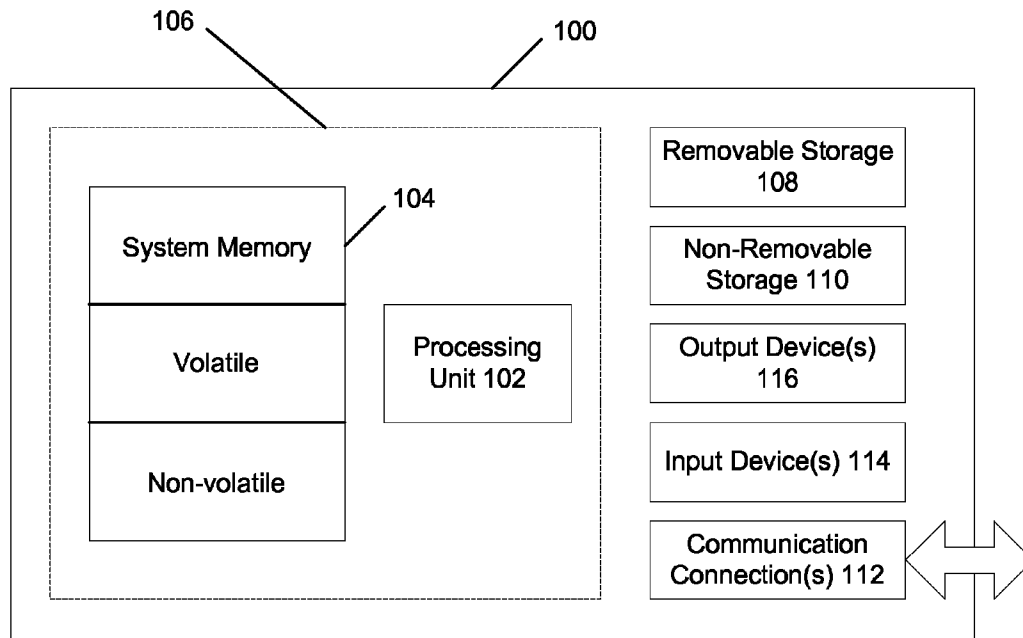 106
100
104
System Memory
Volatile
Non-volatile
Processing
Unit 102
Removable Storage
108
Non-Removable
Storage 110
Output Device(s)
116
Input Device(s) 114
Communication
Connection(s) 112